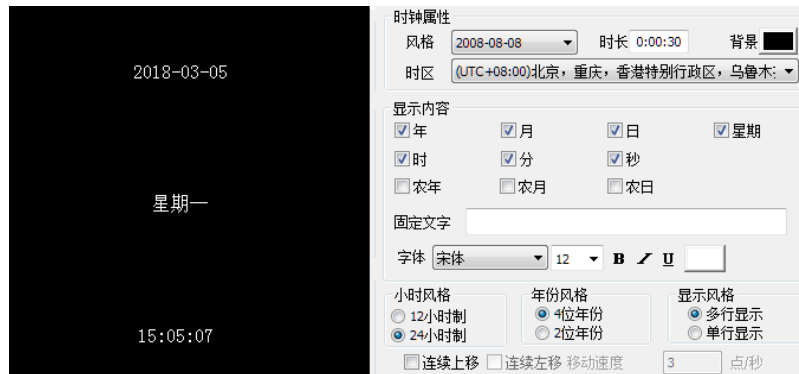 2018-03-05
星期一
15:05:07
时钟属性
风格 2008-08-08 时长 0:00:30 背景
时区 (UTC+08:00)北京，重庆，香港特别行政区，乌鲁木
显示内容
年 月 日 星期
时 分 秒
农年 农月 农日
固定文字
字体 宋体 12 B I U
小时风格 年份风格 显示风格
12小时制 4位年份 多行显示
24小时制 2位年份 单行显示
连续上移 连续左移 移动速度 3 点/秒